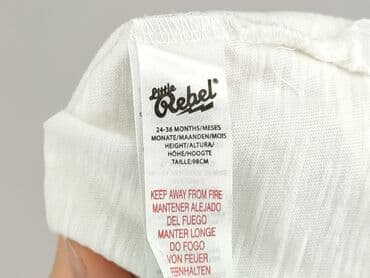 Little
Rebel
24-36 MONTHS/MESES
MONATE/MAANDEN/MOIS
HEIGHT/ALTURA/
HÖHE/HOOGTE
TAILLE:98CM
KEEP AWAY FROM FIRE
MANTENER ALEJADO
DEL FUEGO
MANTER LONGE
DO FOGO
VON FEUER
FERNHALTEN